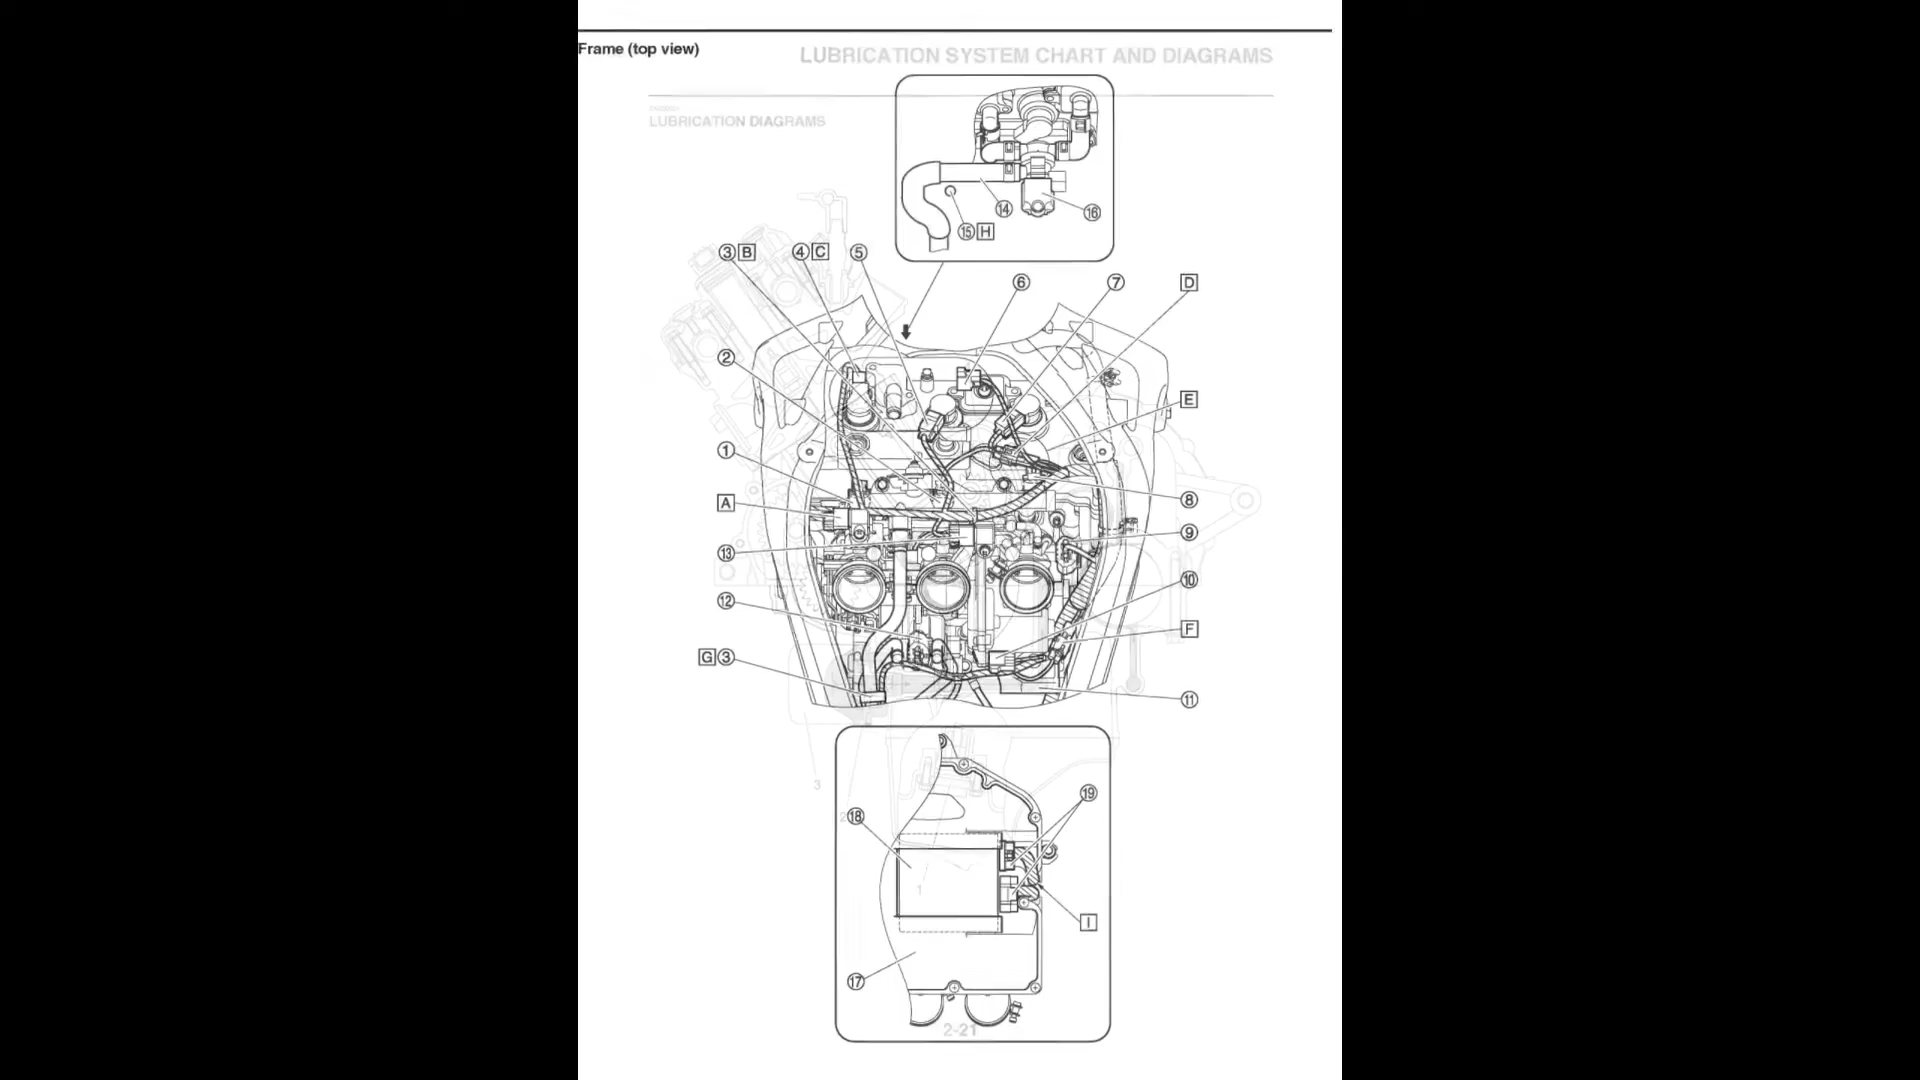 Frame (top view)
LUBRICATION SYSTEM CHART AND DIAGRAMS
LUBRICATION DIAGRAMS
14
16
15 H
3 B
4 C
5
6
7
D
2
E
1
A
8
9
13
10
12
F
G 3
11
3
19
2
18
1
I
17
2-21